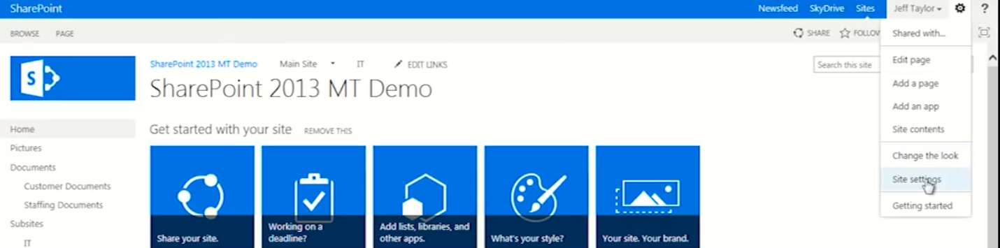 SharePoint
Newsfeed SkyDrive Sites Jeff Taylor ?
BROWSE PAGE
SHARE FOLLOW
Shared with...
Edit page
Add a page
Add an app
Site contents
Change the look
Site settings
Getting started
S
SharePoint 2013 MT Demo Main Site IT EDIT LINKS
Search this site
SharePoint 2013 MT Demo
Home
Pictures
Documents
Customer Documents
Staffing Documents
Subsites
IT
Get started with your site REMOVE THIS
Share your site.
Working on a
deadline?
Add lists, libraries, and
other apps.
What's your style?
Your site. Your brand.